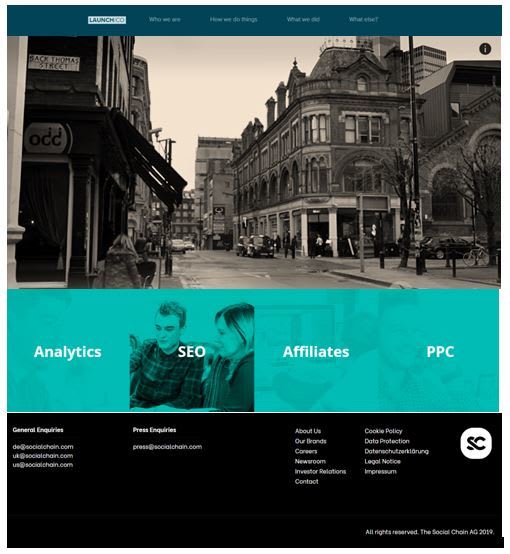 LAUNCH/CO
Who we are
How we do things
What we did
What else?
BACK THOMAS
STREET
occ
Analytics
SEO
Affiliates
PPC
General Enquiries
de@socialchain.com
uk@socialchain.com
us@socialchain.com
Press Enquiries
press@socialchain.com
About Us
Our Brands
Careers
Newsroom
Investor Relations
Contact
Cookie Policy
Data Protection
Datenschutzerklärung
Legal Notice
Impressum
SC
All rights reserved. The Social Chain AG 2019.